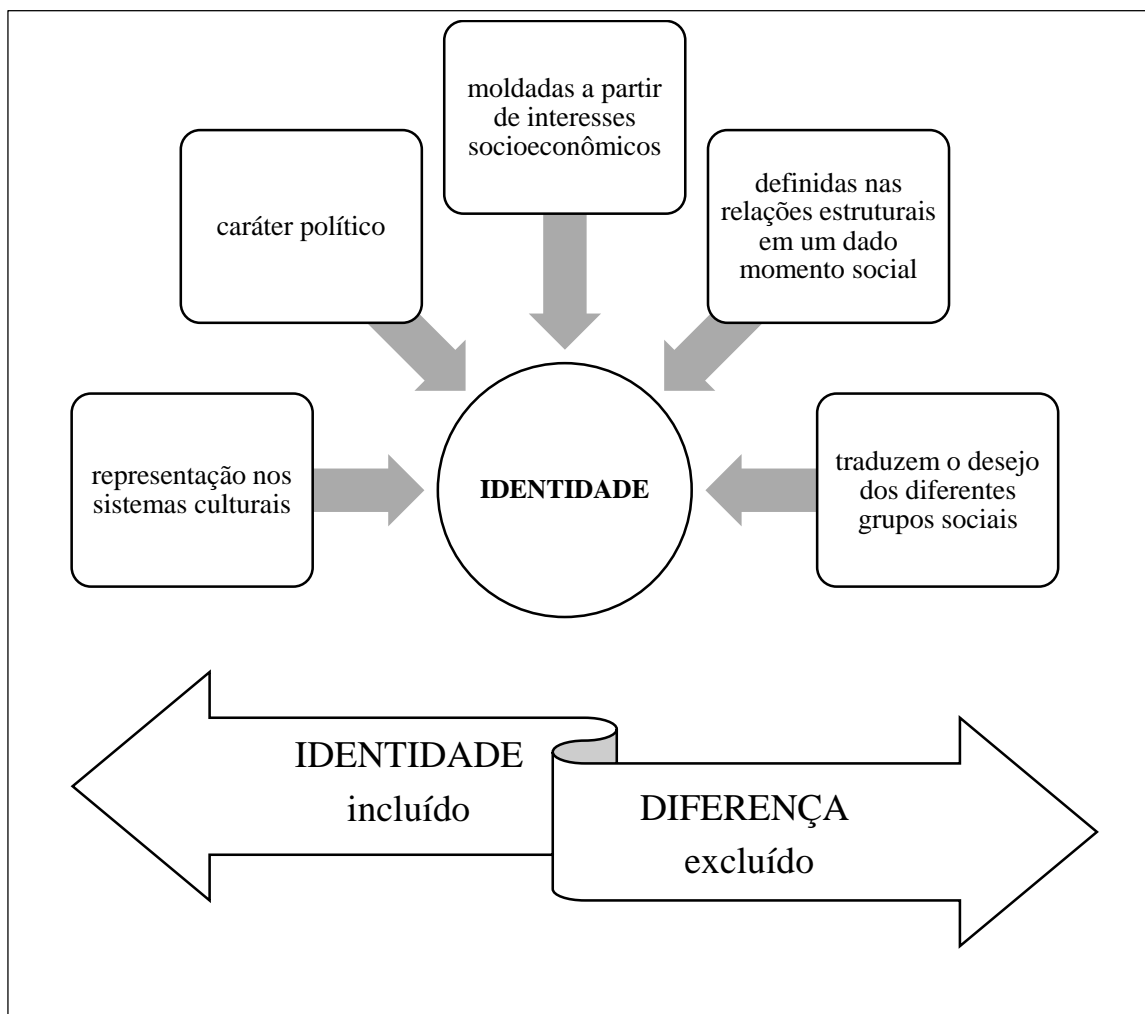 moldadas a partir
de interesses
socioeconômicos
caráter político
definidas nas
relações estruturais
em um dado
momento social
representação nos
sistemas culturais
IDENTIDADE
traduzem o desejo
dos diferentes
grupos sociais
IDENTIDADE
incluído
DIFERENÇA
excluído